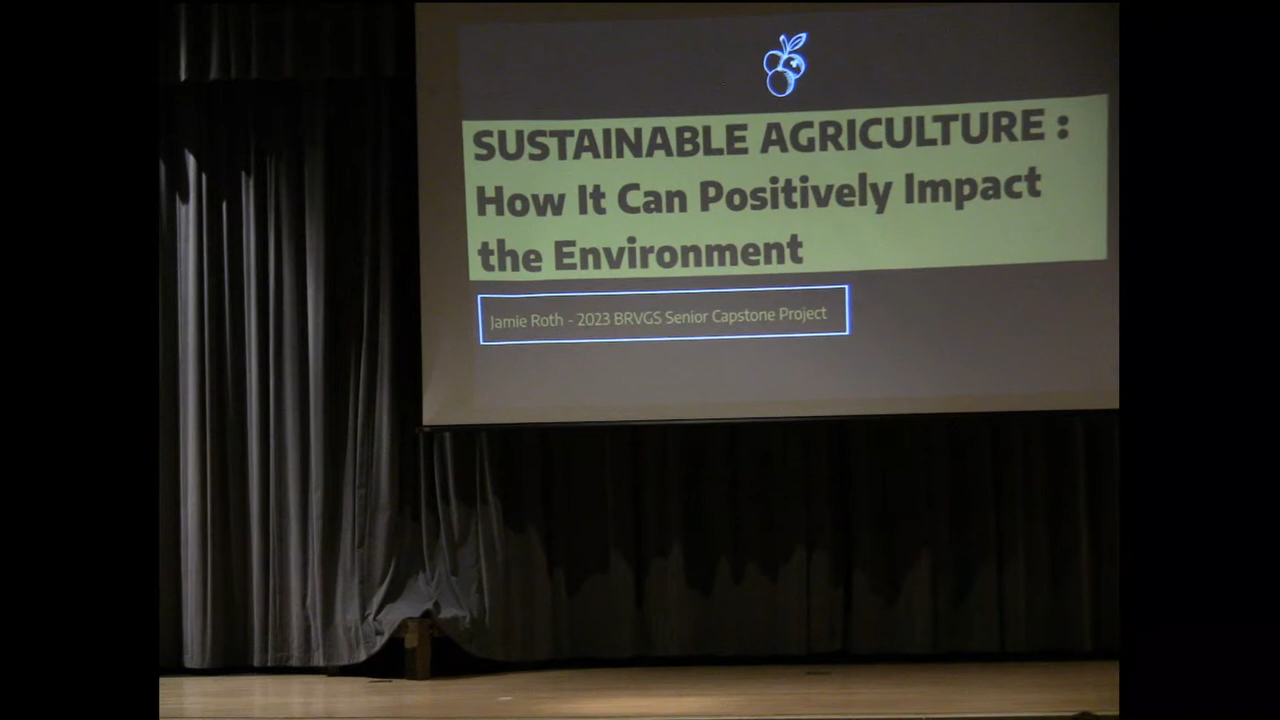 SUSTAINABLE AGRICULTURE :
How It Can Positively Impact
the Environment
Jamie Roth - 2023 BRVGS Senior Capstone Project